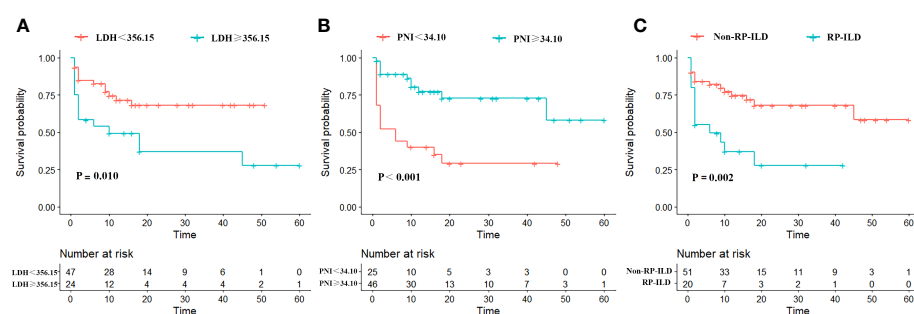 A
LDH＜356.15 LDH≥356.15
1.00
0.75
0.50
0.25
0.00
Survival probability
P = 0.010
0 10 20 30 40 50 60
Time
Number at risk
LDH＜356.15 47 28 14 9 6 1 0
LDH≥356.15 24 12 4 4 4 2 1
0 10 20 30 40 50 60
Time
B
PNI＜34.10 PNI≥34.10
1.00
0.75
0.50
0.25
0.00
Survival probability
P＜0.001
0 10 20 30 40 50 60
Time
Number at risk
PNI＜34.10 25 10 5 3 3 0 0
PNI≥34.10 46 30 13 10 7 3 1
0 10 20 30 40 50 60
Time
C
Non-RP-ILD RP-ILD
1.00
0.75
0.50
0.25
0.00
Survival probability
P = 0.002
0 10 20 30 40 50 60
Time
Number at risk
Non-RP-ILD 51 33 15 11 9 3 1
RP-ILD 20 7 3 2 1 0 0
0 10 20 30 40 50 60
Time